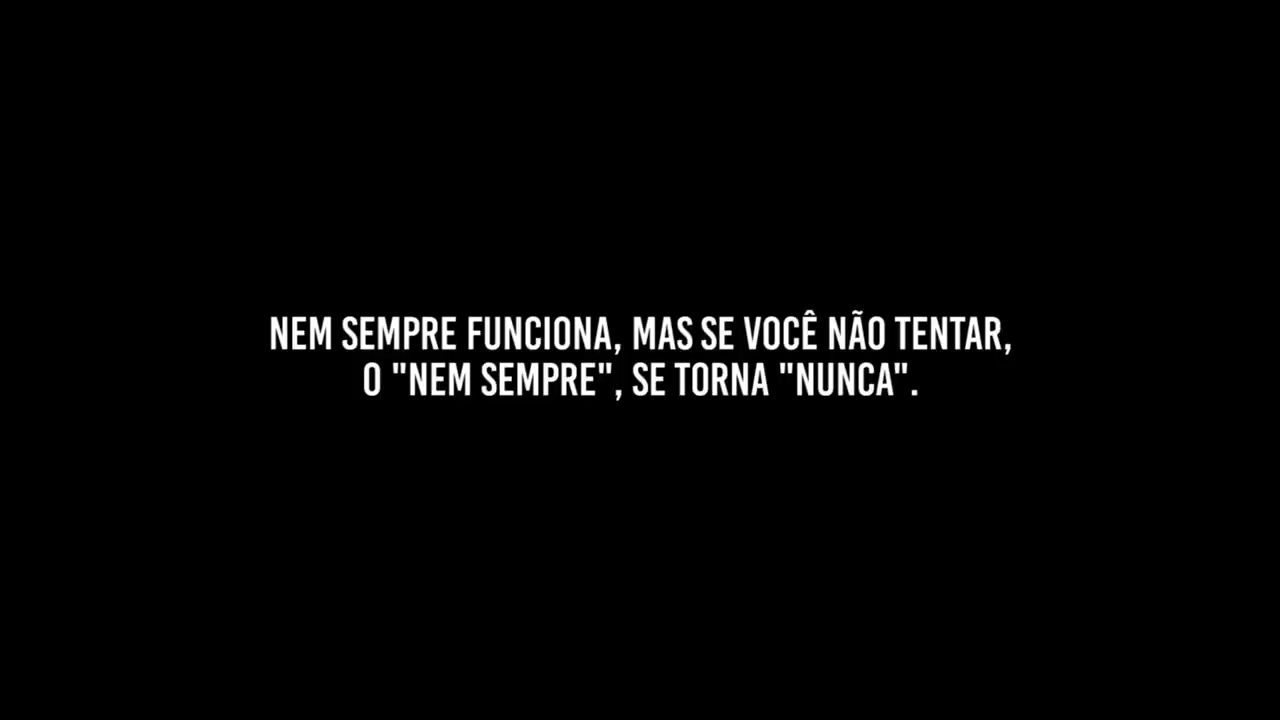 NEM SEMPRE FUNCIONA, MAS SE VOCÊ NÃO TENTAR,
O "NEM SEMPRE", SE TORNA "NUNCA".